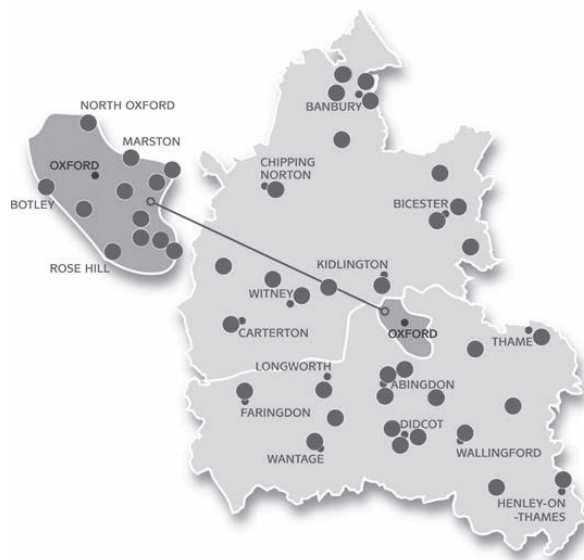 NORTH OXFORD
MARSTON
OXFORD
BOTLEY
ROSE HILL
BANBURY
CHIPPING
NORTON
BICESTER
KIDLINGTON
WITNEY
CARTERTON
OXFORD
THAME
LONGWORTH
ABINGDON
FARINGDON
DIDCOT
WANTAGE
WALLINGFORD
HENLEY-ON
-THAMES